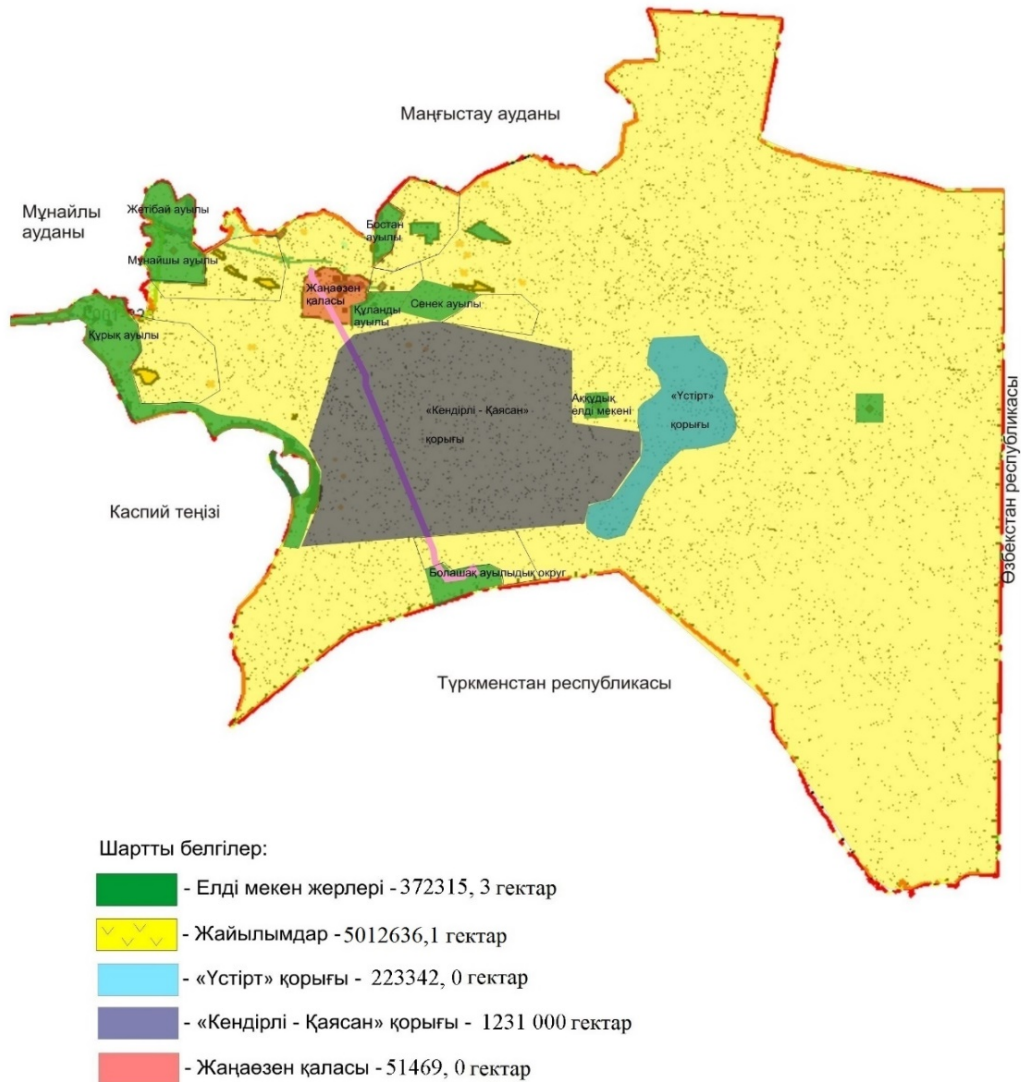 Маңғыстау ауданы
Мұнайлы
ауданы
Жетібай ауылы
Бостан
ауылы
Мұнайшы ауылы
Жаңаөзен
қаласы
Сенек ауылы
Құланды
ауылы
Құрық ауылы
Аққұдық
елді мекені
«Үстірт»
қорығы
«Кендірлі - Қаясан»
қорығы
Каспий теңізі
Өзбекстан республикасы
Болашақ ауылыдық округ
Түркменстан республикасы
Шартты белгілер:
- Елді мекен жерлері - 372315, 3 гектар
- Жайылымдар - 5012636,1 гектар
- «Үстірт» қорығы - 223342, 0 гектар
- «Кендірлі - Қаясан» қорығы - 1231 000 гектар
- Жаңаөзен қаласы - 51469, 0 гектар